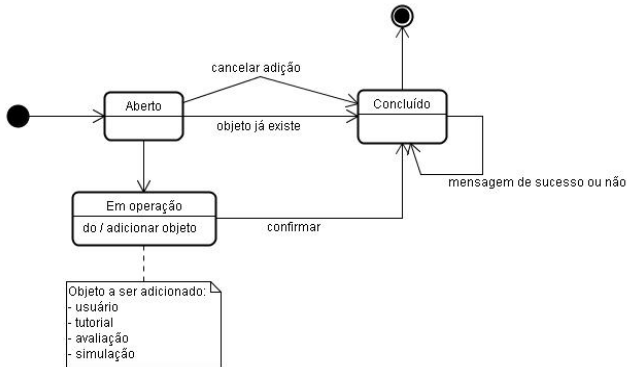 cancelar adição
Aberto
Concluído
objeto já existe
mensagem de sucesso ou não
Em operação
do / adicionar objeto
confirmar
Objeto a ser adicionado:
- usuário
- tutorial
- avaliação
- simulação